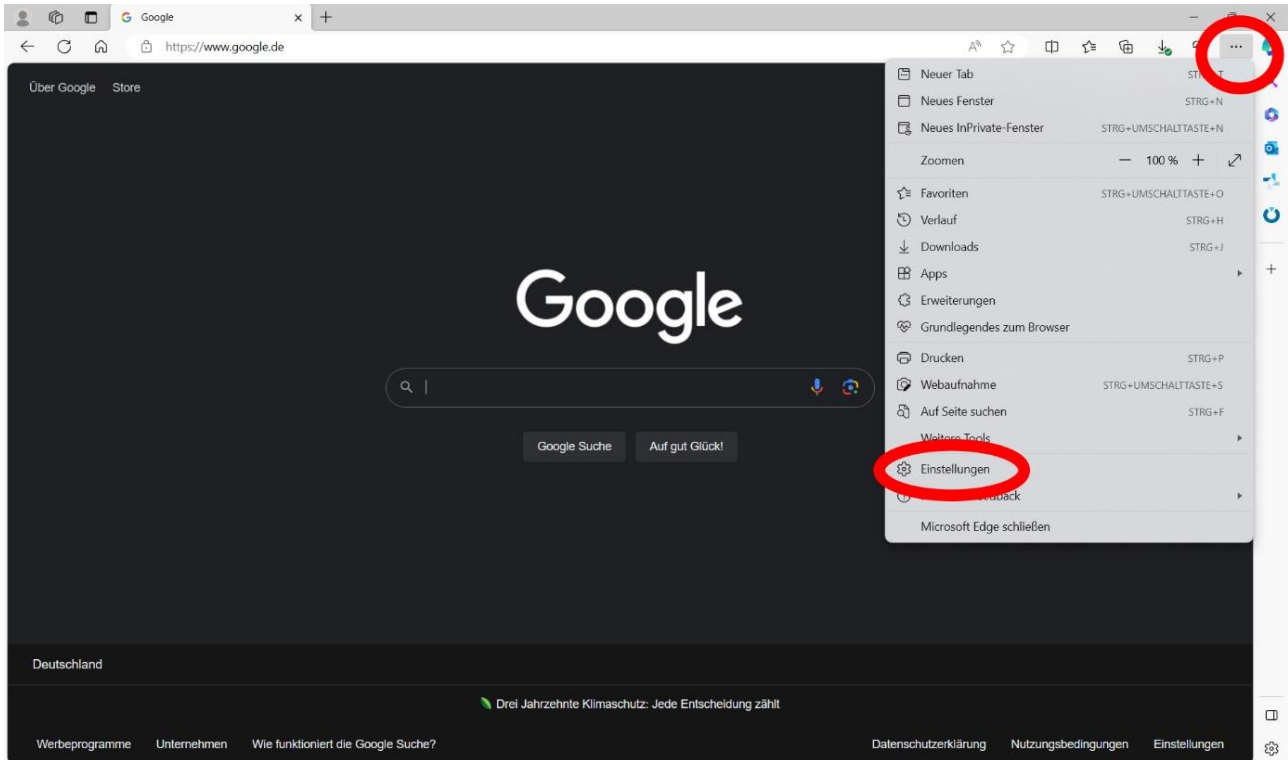 Google
https://www.google.de
Über Google Store
Neuer Tab
Neues Fenster STRG+N
Neues InPrivate-Fenster STRG+UMSCHALTTASTE+N
Zoomen 100 %
Favoriten STRG+UMSCHALTTASTE+O
Verlauf STRG+H
Downloads STRG+J
Apps
Erweiterungen
Grundlegendes zum Browser
Drucken STRG+P
Webaufnahme STRG+UMSCHALTTASTE+S
Auf Seite suchen STRG+F
Weitere Tools
Einstellungen
Microsoft Edge schließen
Google
Google Suche Auf gut Glück!
Deutschland
Drei Jahrzehnte Klimaschutz: Jede Entscheidung zählt
Werbeprogramme Unternehmen Wie funktioniert die Google Suche? Datenschutzerklärung Nutzungsbedingungen Einstellungen